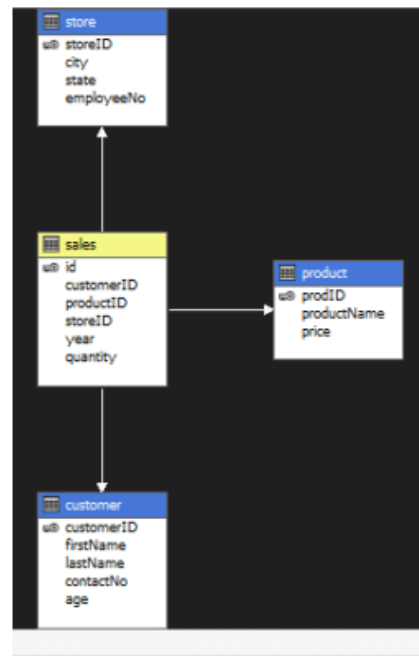 store
storeID
city
state
employeeNo
sales
id
customerID
productID
storeID
year
quantity
product
prodID
productName
price
customer
customerID
firstName
lastName
contactNo
age